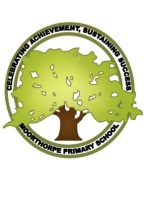 CELEBRATING ACHIEVEMENT, SUSTAINING SUCCESS
MOORTHORPE PRIMARY SCHOOL